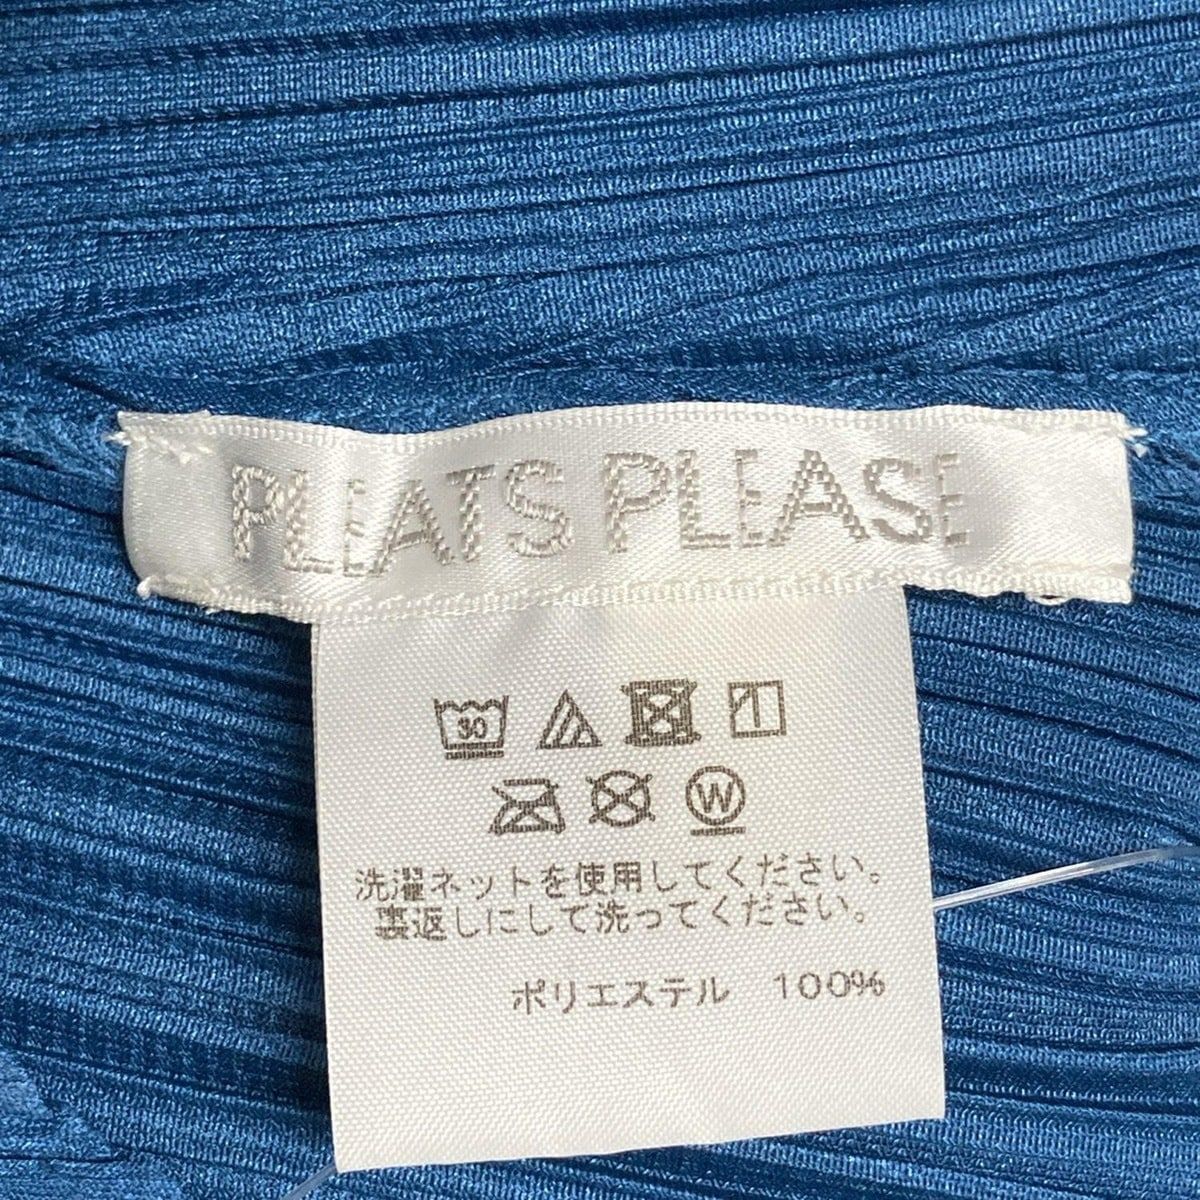 PLEATS PLEASE
30
W
洗濯ネットを使用してください。
裏返しにして洗ってください。
ポリエステル 100%